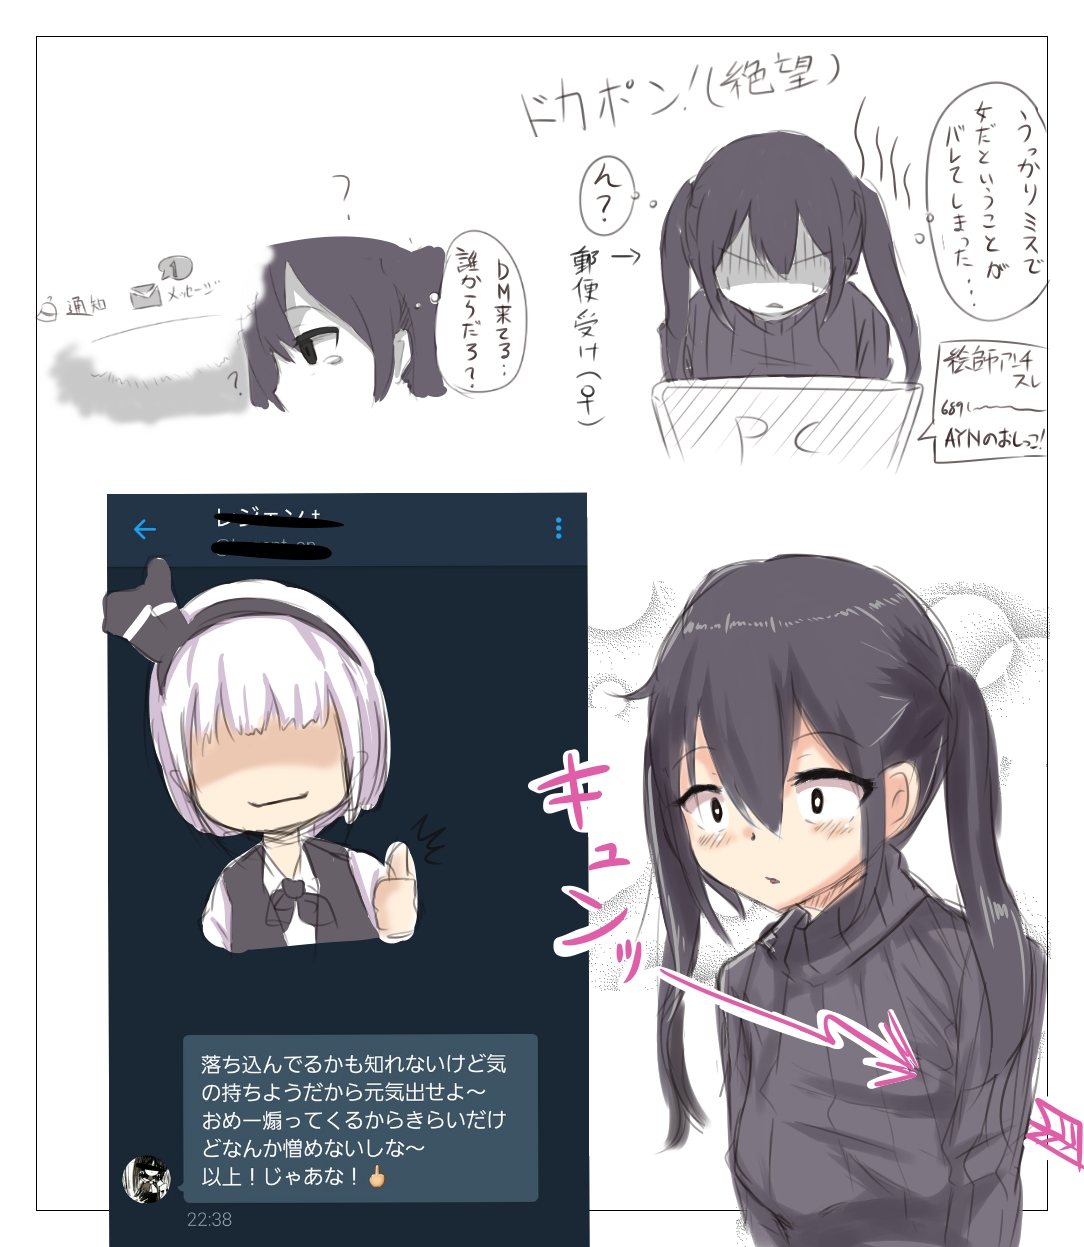 ドカポン!(絶望)
うっかりミスで
女だということが
バレてしまった...
ん?
郵便受け(♀)
→
絵師アンチ
スレ
689
AYNのおしっこ!
PC
?
DM来てる..
誰からだろ?
1
通知
メッセージ
?
落ち込んでるかも知れないけど気
の持ちようだから元気出せよ〜
おめー煽ってくるからきらいだけ
どなんか憎めないしな〜
以上！じゃあな！🖕
22:38
キュンッ